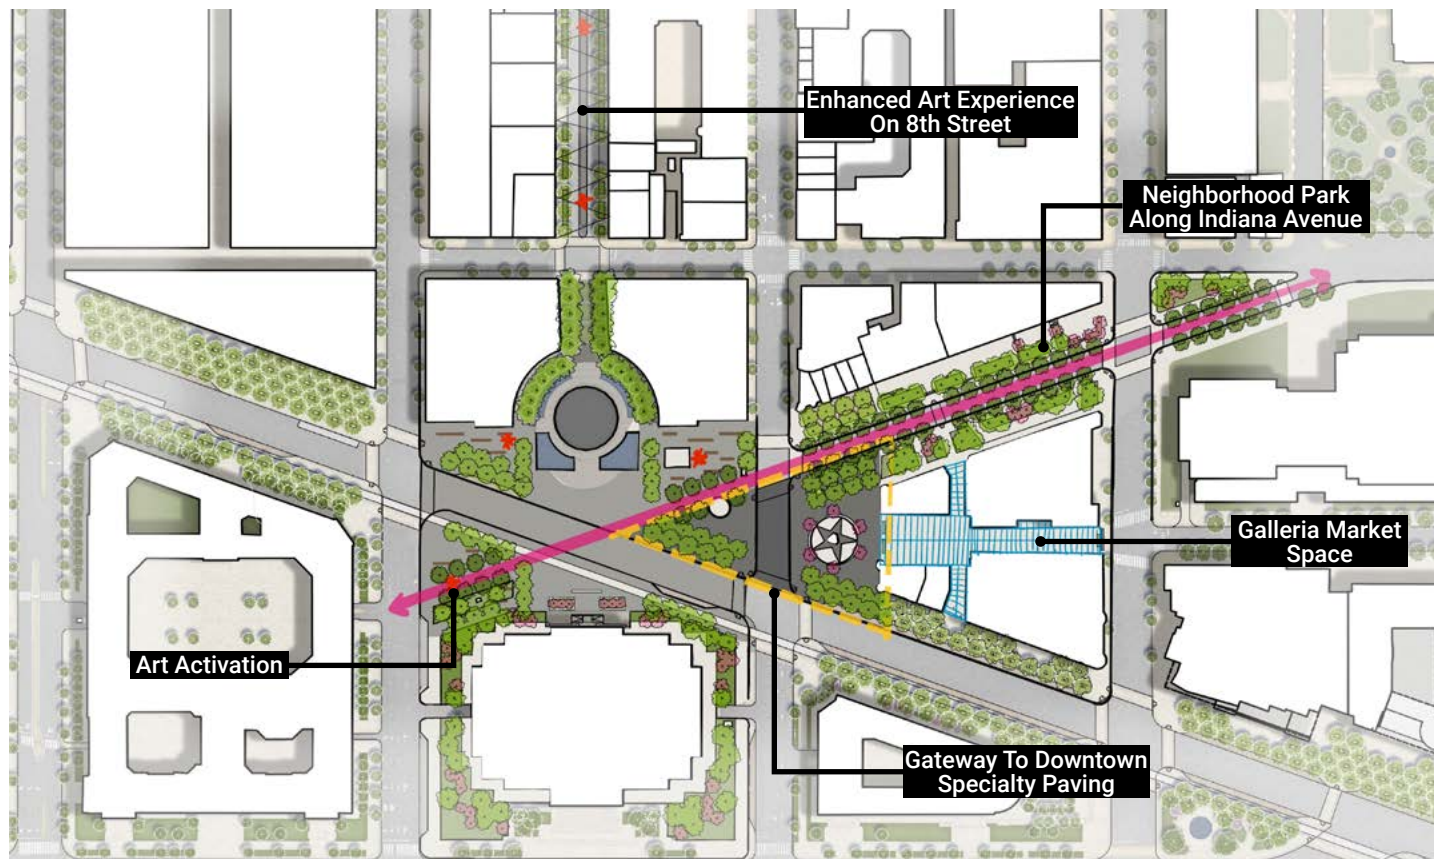 Enhanced Art Experience
On 8th Street
Neighborhood Park
Along Indiana Avenue
Galleria Market
Space
Art Activation
Gateway To Downtown
Specialty Paving